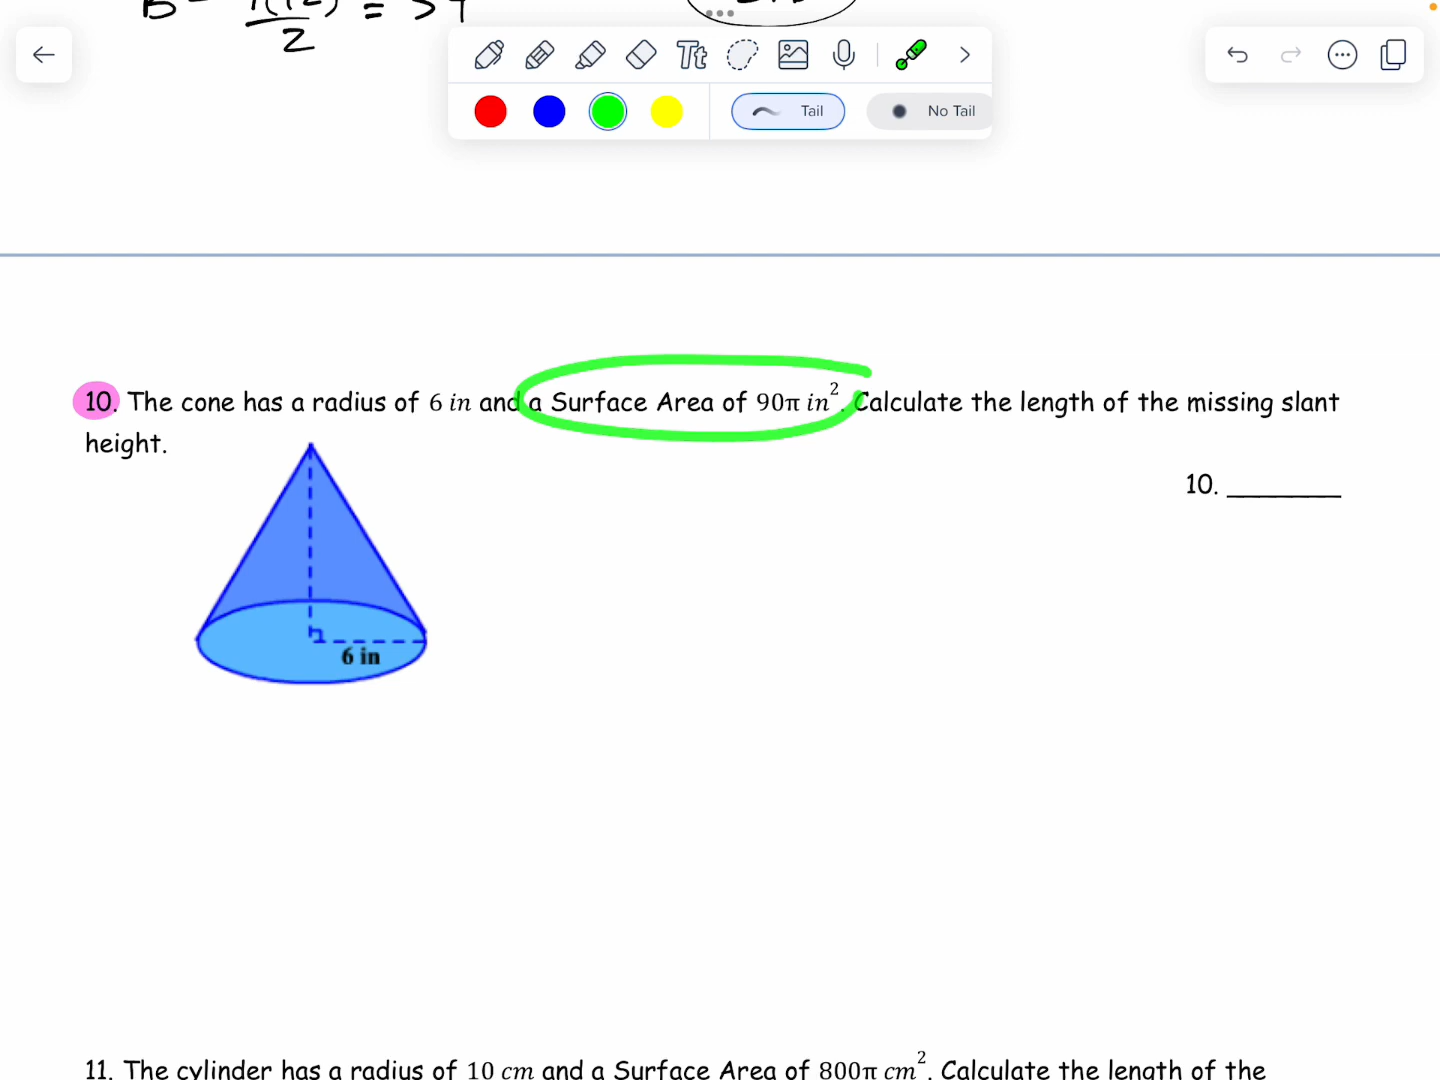 2
Tt
Tail No Tail
10. The cone has a radius of 6 in and a Surface Area of 90π in². Calculate the length of the missing slant
height.
10. ________
6 in
11. The cylinder has a radius of 10 cm and a Surface Area of 800π cm². Calculate the length of the